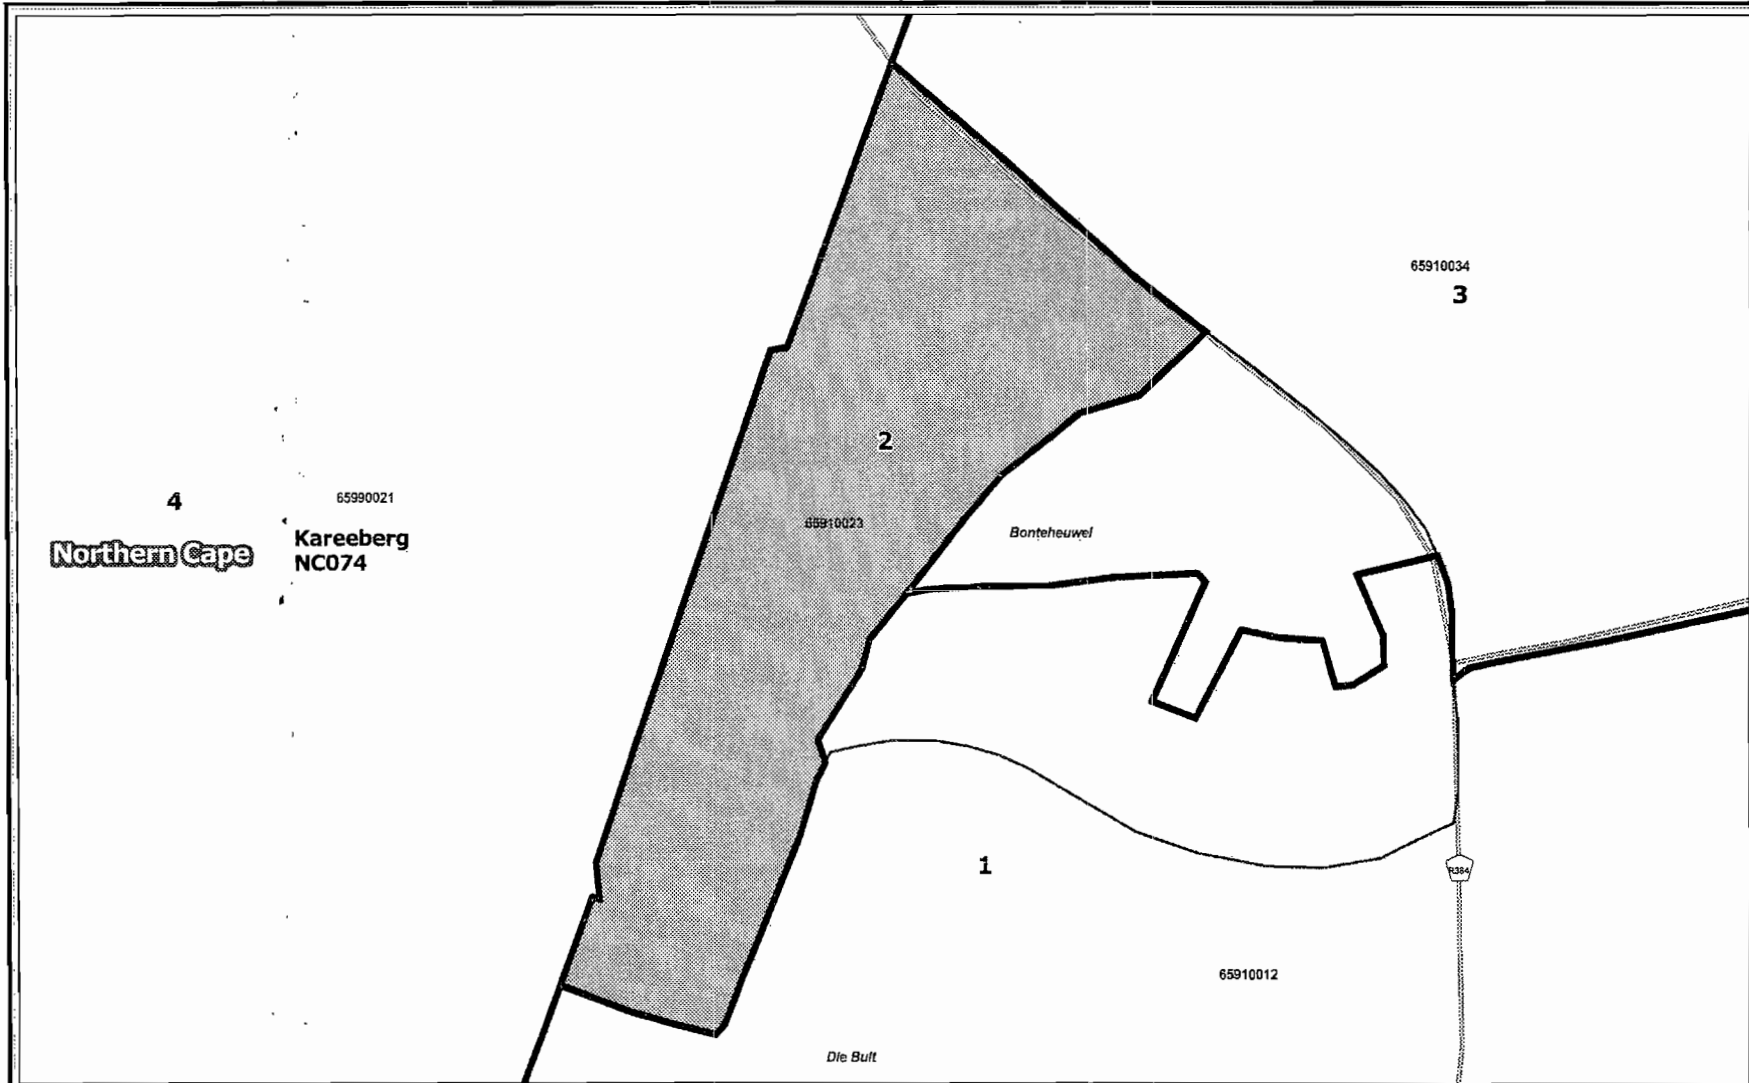 65910034
3
2
4
65990021
65910023
Bonteheuwel
Kareeberg
NC074
Northern Cape
1
R384
65910012
Die Bult